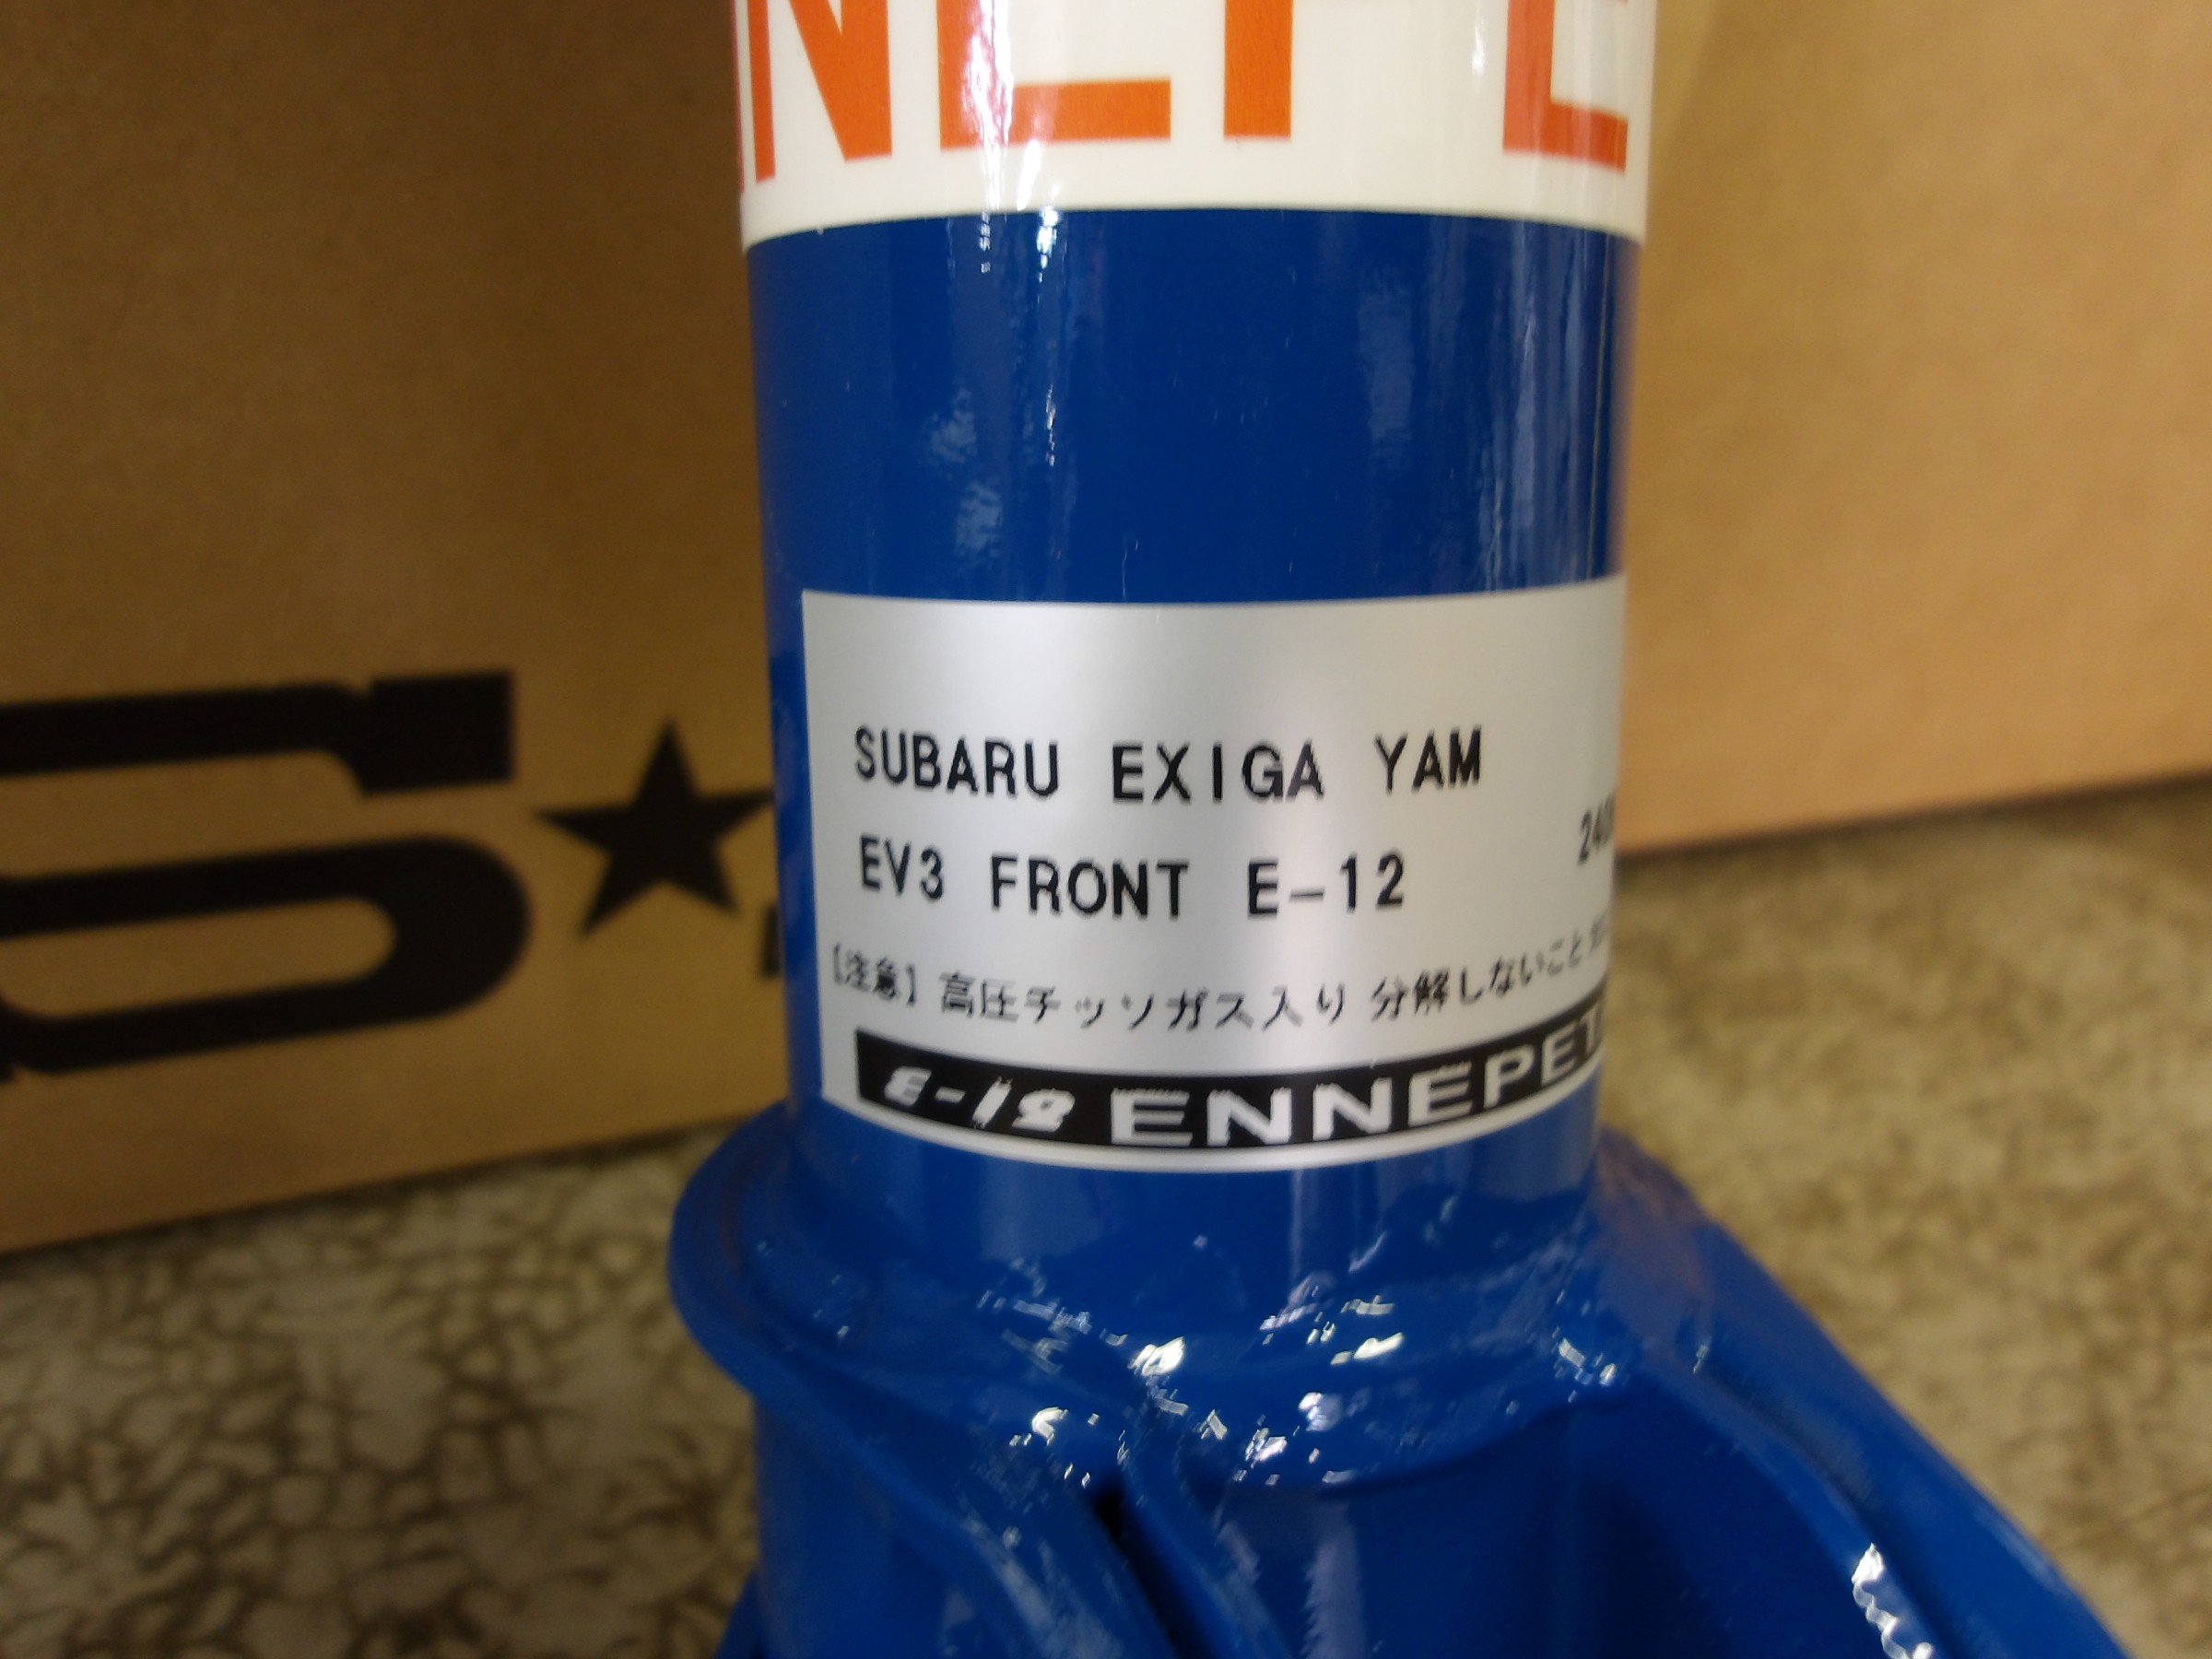 NEPE
SUBARU EXIGA YAM
EV3 FRONT E-12
【注意】高圧チッソガス入り 分解しないこと
E-12 ENNEPET
S★